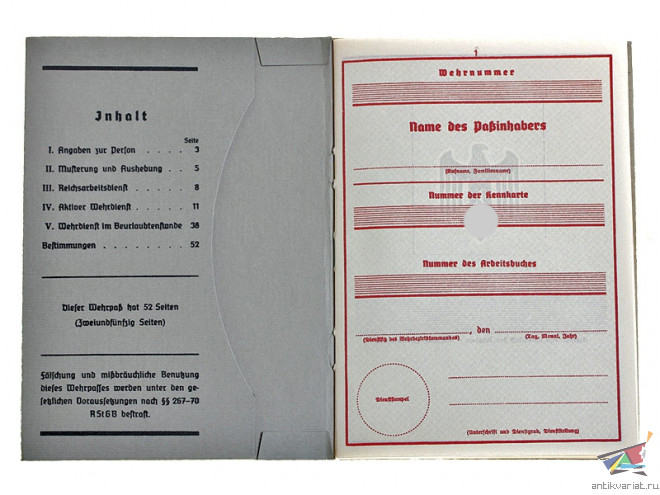 Inhalt
Seite
I. Angaben zur Person . . . . 3
II. Musterung und Aushebung . . 5
III. Reichsarbeitsdienst . . . . 8
IV. Aktiver Wehrdienst . . . . 11
V. Wehrdienst im Beurlaubtenstande 38
Bestimmungen . . . . . . . 52
Dieser Wehrpaß hat 52 Seiten
(Zweiundfünfzig Seiten)
Fälschung und mißbräuchliche Benutzung
dieses Wehrpasses werden unter den ge-
setzlichen Voraussetzungen nach §§ 267-70
RStGB bestraft.
1
Wehrnummer
Name des Paßinhabers
(Rufname, Familienname)
Nummer der Kennkarte
Nummer des Arbeitsbuches
, den
(Dienstsitz des Wehrbezirkkommandos) (Tag, Monat, Jahr)
Dienststempel
(Unterschrift und Dienstgrad, Dienststellung)
antikvariat.ru